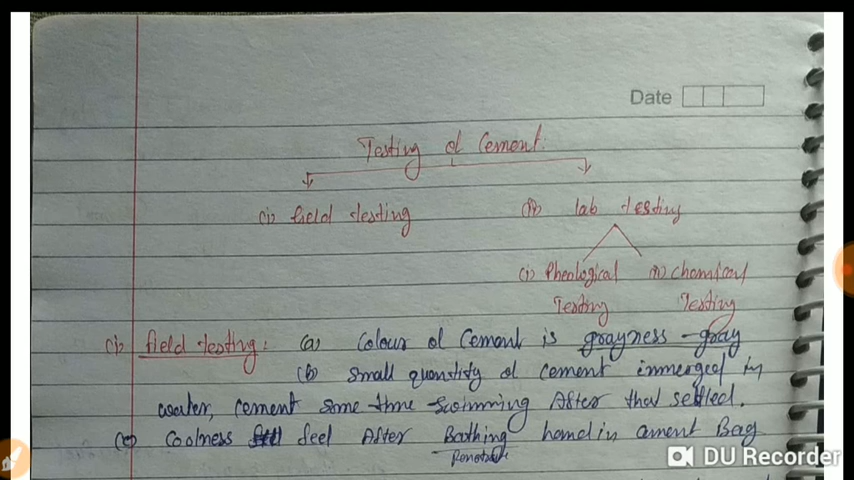 Date
Testing of Cement.
(i) field testing (ii) lab testing
(i) Pheological (ii) chemical
Testing Testing
(i) field testing: (a) Colour of Cement is grayness - gray
(b) Small quantity of cement immerged in
water, cement some time swimming After that settled.
(c) Coolness feel After Bathing hand in cement Bag
Penetrate
DU Recorder